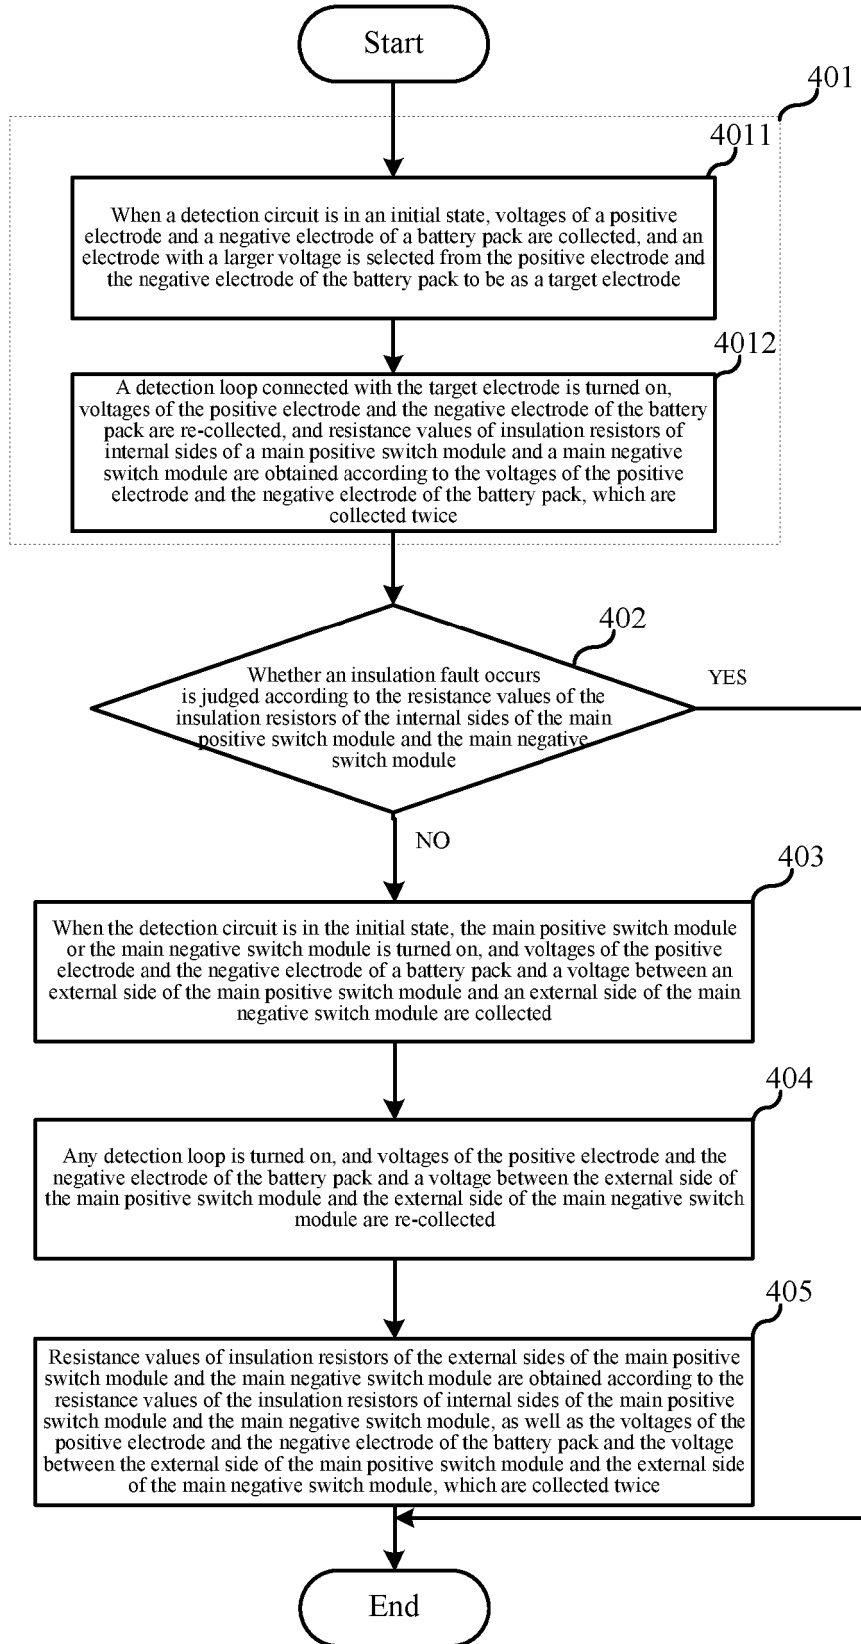 Start
401
4011
When a detection circuit is in an initial state, voltages of a positive
electrode and a negative electrode of a battery pack are collected, and an
electrode with a larger voltage is selected from the positive electrode and
the negative electrode of the battery pack to be as a target electrode
4012
A detection loop connected with the target electrode is turned on,
voltages of the positive electrode and the negative electrode of the battery
pack are re-collected, and resistance values of insulation resistors of
internal sides of a main positive switch module and a main negative
switch module are obtained according to the voltages of the positive
electrode and the negative electrode of the battery pack, which are
collected twice
402
Whether an insulation fault occurs
is judged according to the resistance values of the
insulation resistors of the internal sides of the main
positive switch module and the main negative
switch module
YES
NO
403
When the detection circuit is in the initial state, the main positive switch module
or the main negative switch module is turned on, and voltages of the positive
electrode and the negative electrode of a battery pack and a voltage between an
external side of the main positive switch module and an external side of the main
negative switch module are collected
404
Any detection loop is turned on, and voltages of the positive electrode and the
negative electrode of the battery pack and a voltage between the external side of
the main positive switch module and the external side of the main negative switch
module are re-collected
405
Resistance values of insulation resistors of the external sides of the main positive
switch module and the main negative switch module are obtained according to the
resistance values of the insulation resistors of internal sides of the main positive
switch module and the main negative switch module, as well as the voltages of the
positive electrode and the negative electrode of the battery pack and the voltage
between the external side of the main positive switch module and the external side
of the main negative switch module, which are collected twice
End